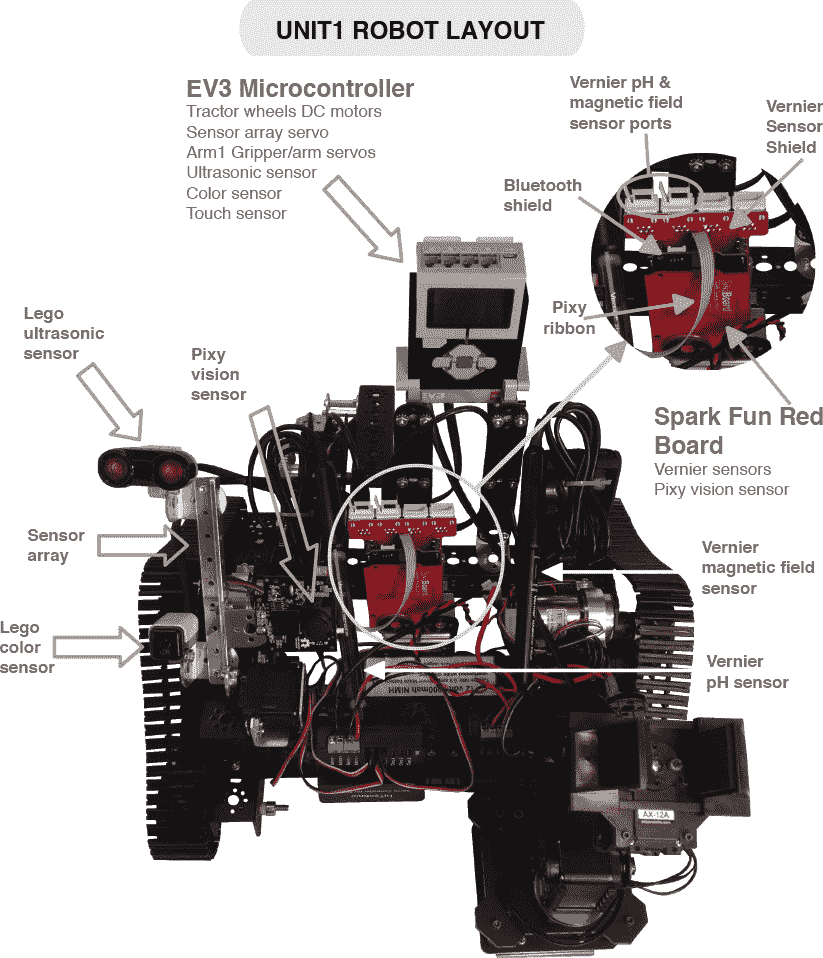 UNIT1 ROBOT LAYOUT
EV3 Microcontroller
Tractor wheels DC motors
Sensor array servo
Arm1 Gripper/arm servos
Ultrasonic sensor
Color sensor
Touch sensor
Vernier pH &
magnetic field
sensor ports
Vernier
Sensor
Shield
Bluetooth
shield
Pixy
ribbon
Lego
ultrasonic
sensor
Pixy
vision
sensor
Spark Fun Red
Board
Vernier sensors
Pixy vision sensor
Sensor
array
Vernier
magnetic field
sensor
Lego
color
sensor
Vernier
pH sensor
AX-12A